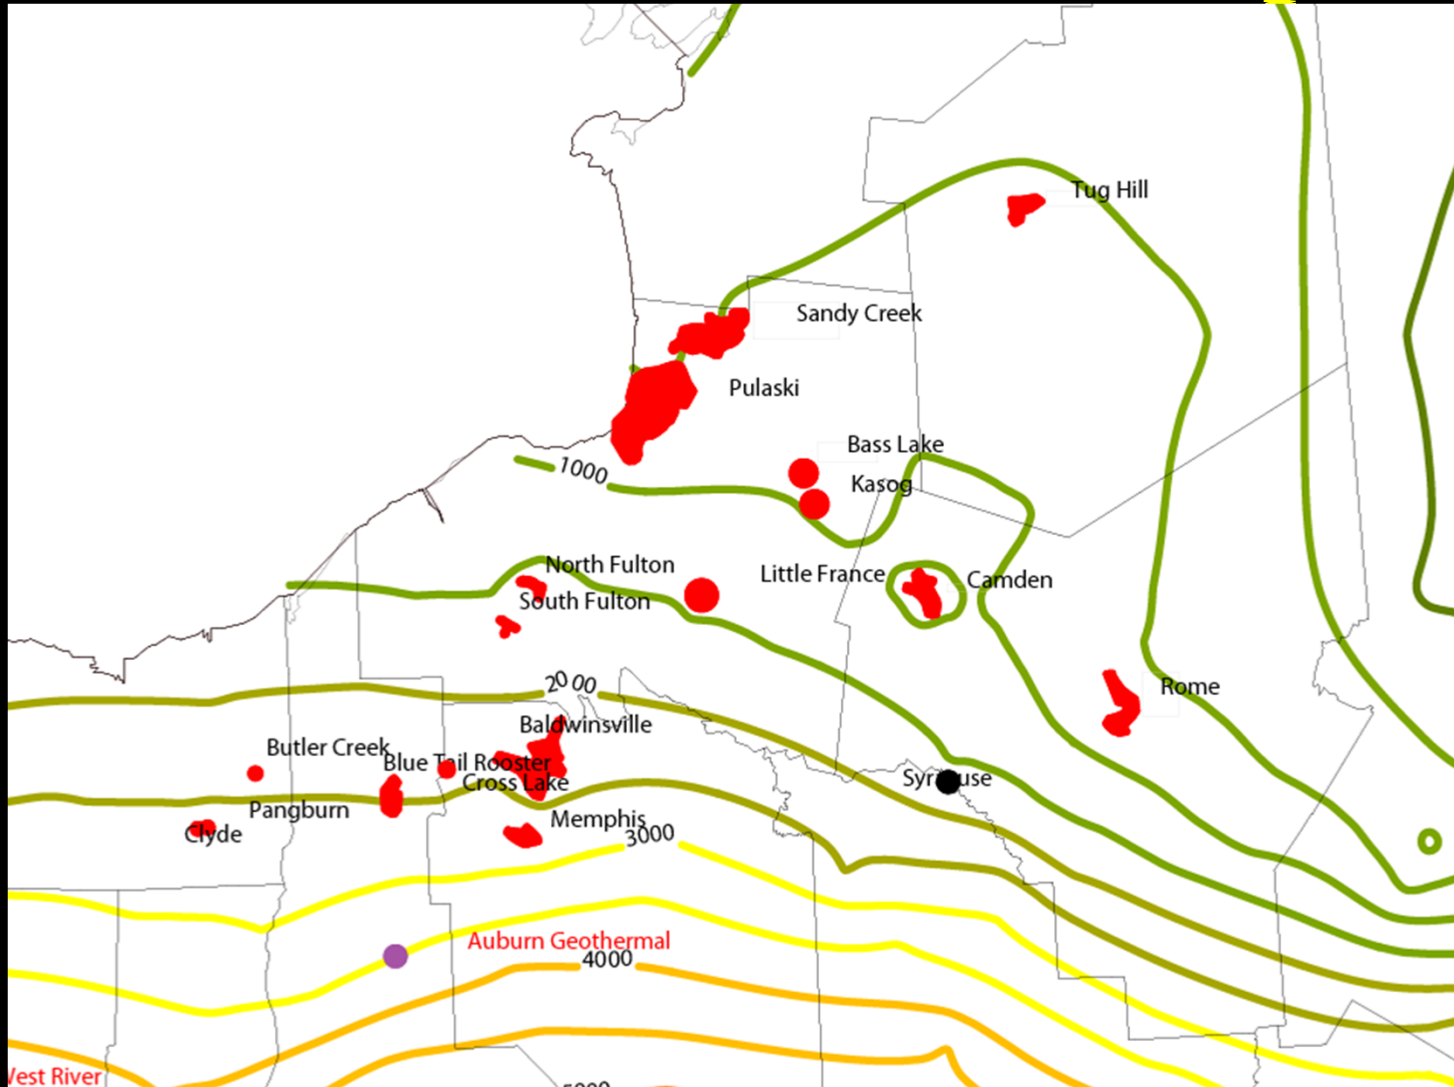 Tug Hill
Sandy Creek
Pulaski
Bass Lake
1000
Kasog
North Fulton
Little France
Camden
South Fulton
2000
Rome
Baldwinsville
Butler Creek
Blue Tail Rooster
Cross Lake
Syracuse
Pangburn
Memphis
Clyde
3000
Auburn Geothermal
4000
West River
5000